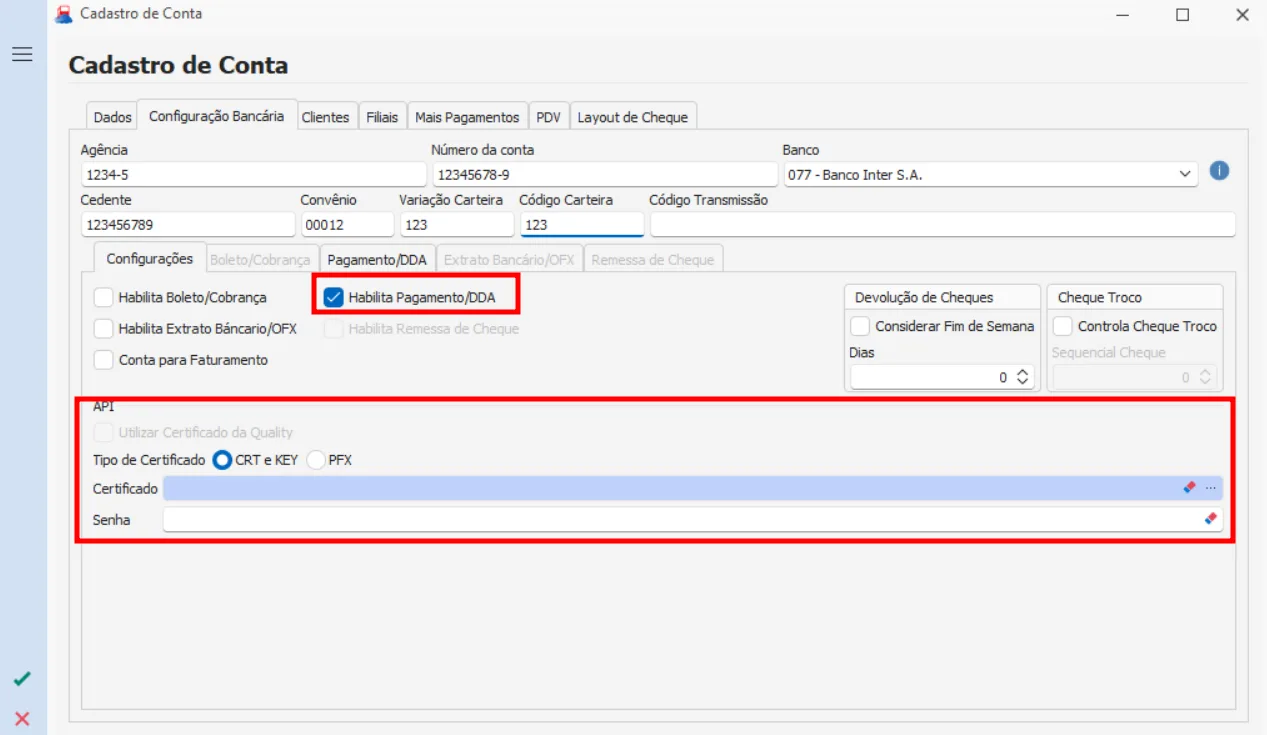 Cadastro de Conta
Cadastro de Conta
Dados Configuração Bancária Clientes Filiais Mais Pagamentos PDV Layout de Cheque
Agência Número da conta Banco
1234-5 12345678-9 077 - Banco Inter S.A.
Cedente Convênio Variação Carteira Código Carteira Código Transmissão
123456789 00012 123 123
Configurações Boleto/Cobrança Pagamento/DDA Extrato Bancário/OFX Remessa de Cheque
Habilita Boleto/Cobrança Habilita Pagamento/DDA Devolução de Cheques Cheque Troco
Habilita Extrato Báncario/OFX Habilita Remessa de Cheque Considerar Fim de Semana Controla Cheque Troco
Conta para Faturamento Dias Sequencial Cheque
0 0
API
Utilizar Certificado da Quality
Tipo de Certificado CRT e KEY PFX
Certificado ...
Senha